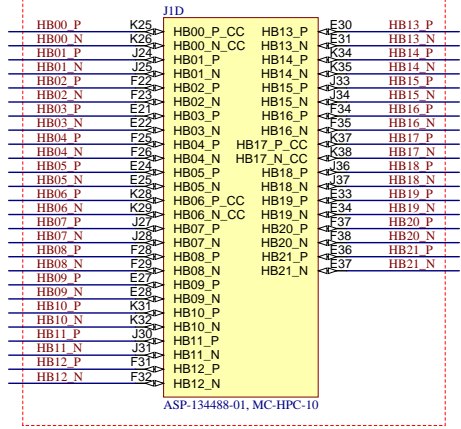 J1D
HB00_P K25 HB00_P_CC HB13_P E30 HB13_P
HB00_N K26 HB00_N_CC HB13_N E31 HB13_N
HB01_P J24 HB01_P HB14_P K34 HB14_P
HB01_N J25 HB01_N HB14_N K35 HB14_N
HB02_P F22 HB02_P HB15_P J33 HB15_P
HB02_N F23 HB02_N HB15_N J34 HB15_N
HB03_P E21 HB03_P HB16_P F34 HB16_P
HB03_N E22 HB03_N HB16_N F35 HB16_N
HB04_P F25 HB04_P HB17_P_CC K37 HB17_P
HB04_N F26 HB04_N HB17_N_CC K38 HB17_N
HB05_P E24 HB05_P HB18_P J36 HB18_P
HB05_N E25 HB05_N HB18_N J37 HB18_N
HB06_P K28 HB06_P_CC HB19_P E33 HB19_P
HB06_N K29 HB06_N_CC HB19_N E34 HB19_N
HB07_P J27 HB07_P HB20_P F37 HB20_P
HB07_N J28 HB07_N HB20_N F38 HB20_N
HB08_P F28 HB08_P HB21_P E36 HB21_P
HB08_N F29 HB08_N HB21_N E37 HB21_N
HB09_P E27 HB09_P
HB09_N E28 HB09_N
HB10_P K31 HB10_P
HB10_N K32 HB10_N
HB11_P J30 HB11_P
HB11_N J31 HB11_N
HB12_P F31 HB12_P
HB12_N F32 HB12_N
ASP-134488-01, MC-HPC-10